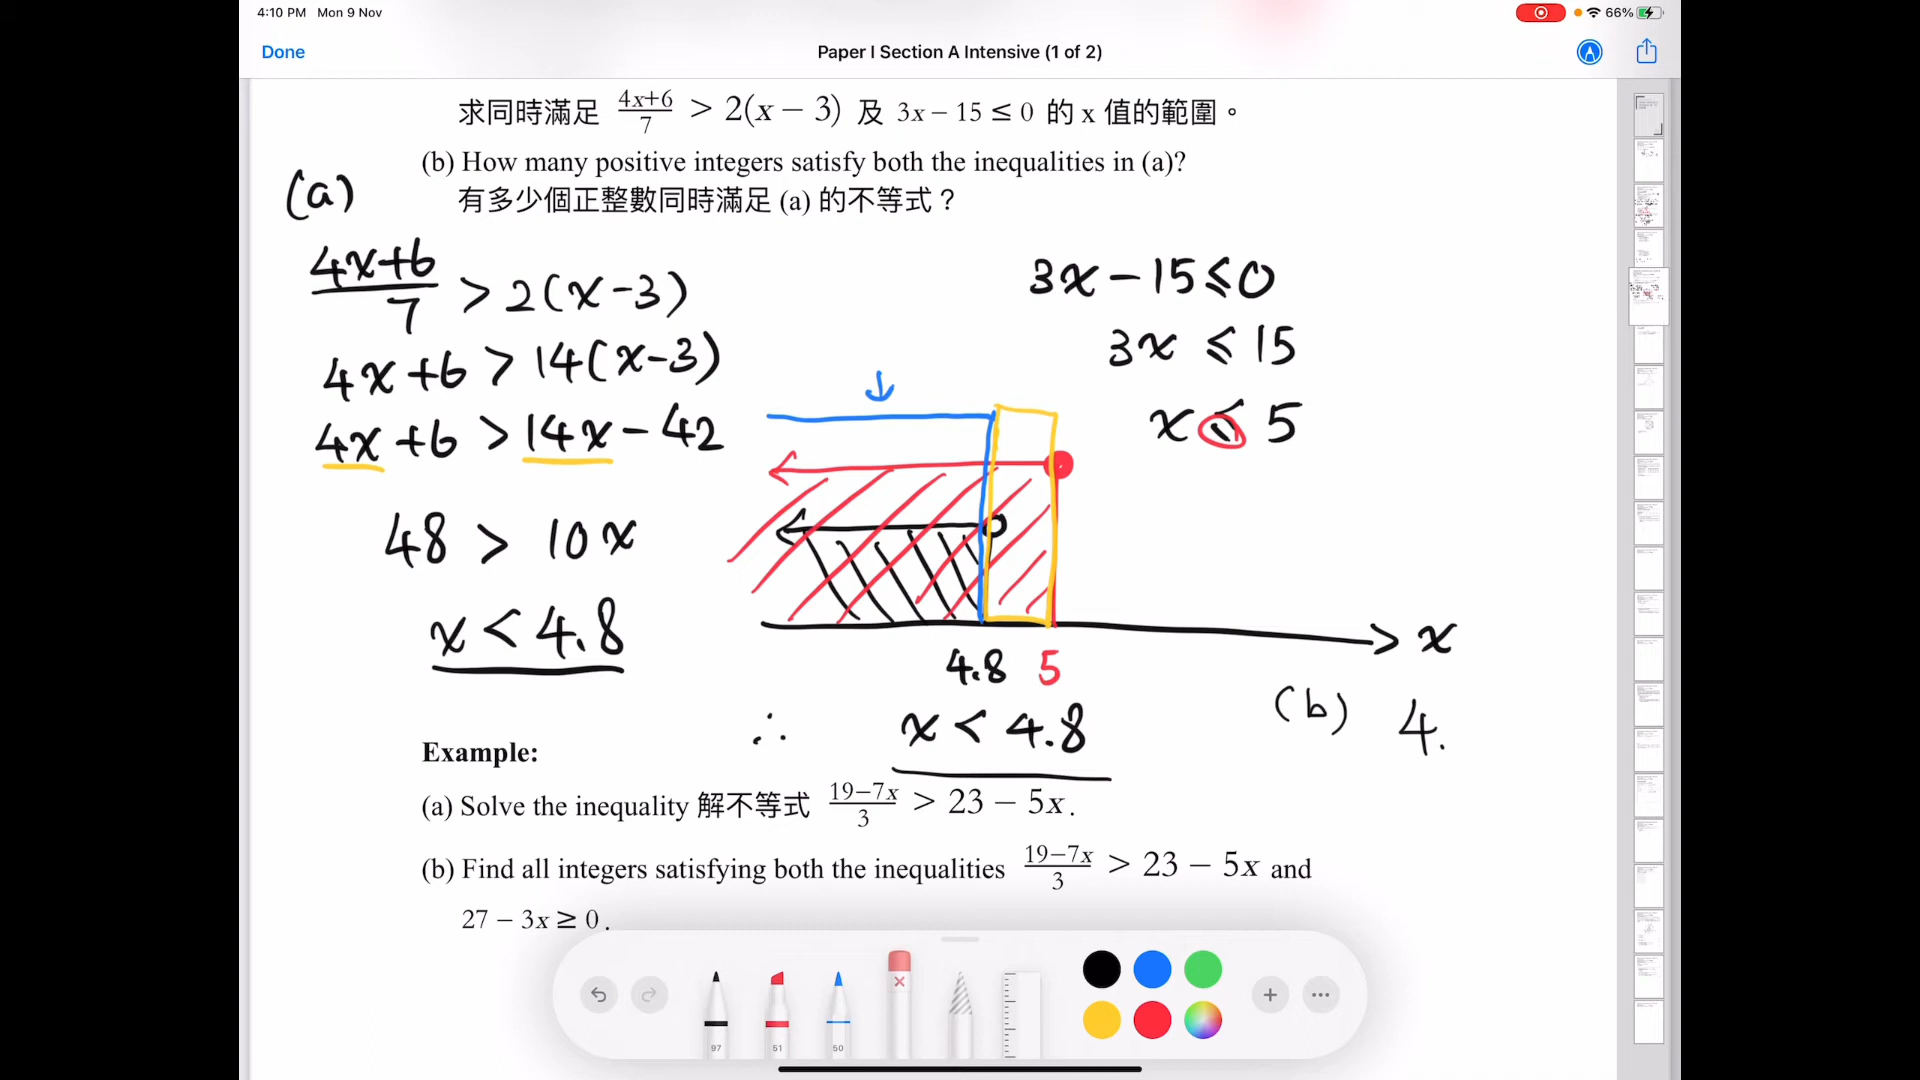 4:10 PM Mon 9 Nov
66%
Done
Paper I Section A Intensive (1 of 2)
求同時滿足 (4x+6)/7 > 2(x − 3) 及 3x − 15 ≤ 0 的 x 值的範圍。
(b) How many positive integers satisfy both the inequalities in (a)?
有多少個正整數同時滿足 (a) 的不等式？
(a)
(4x+6)/7 > 2(x-3)
4x+6 > 14(x-3)
4x+6 > 14x-42
48 > 10x
x < 4.8
3x-15≤0
3x ≤ 15
x ≤ 5
x
4.8 5
∴ x < 4.8
(b) 4.
Example:
(a) Solve the inequality 解不等式 (19−7x)/3 > 23 − 5x.
(b) Find all integers satisfying both the inequalities (19−7x)/3 > 23 − 5x and
27 − 3x ≥ 0.
97 51 50